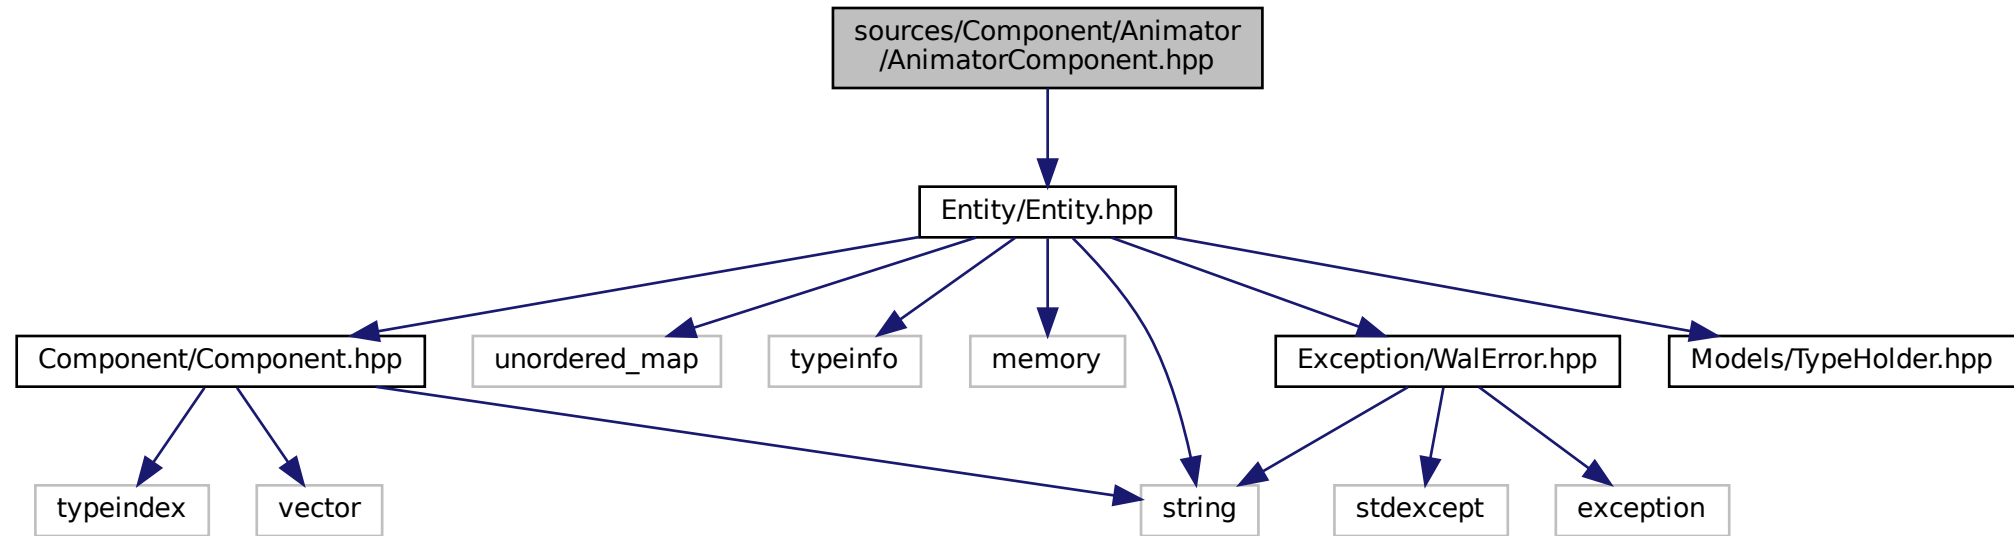 sources/Component/Animator
/AnimatorComponent.hpp
Entity/Entity.hpp
Component/Component.hpp
unordered_map
typeinfo
memory
Exception/WalError.hpp
Models/TypeHolder.hpp
typeindex
vector
string
stdexcept
exception